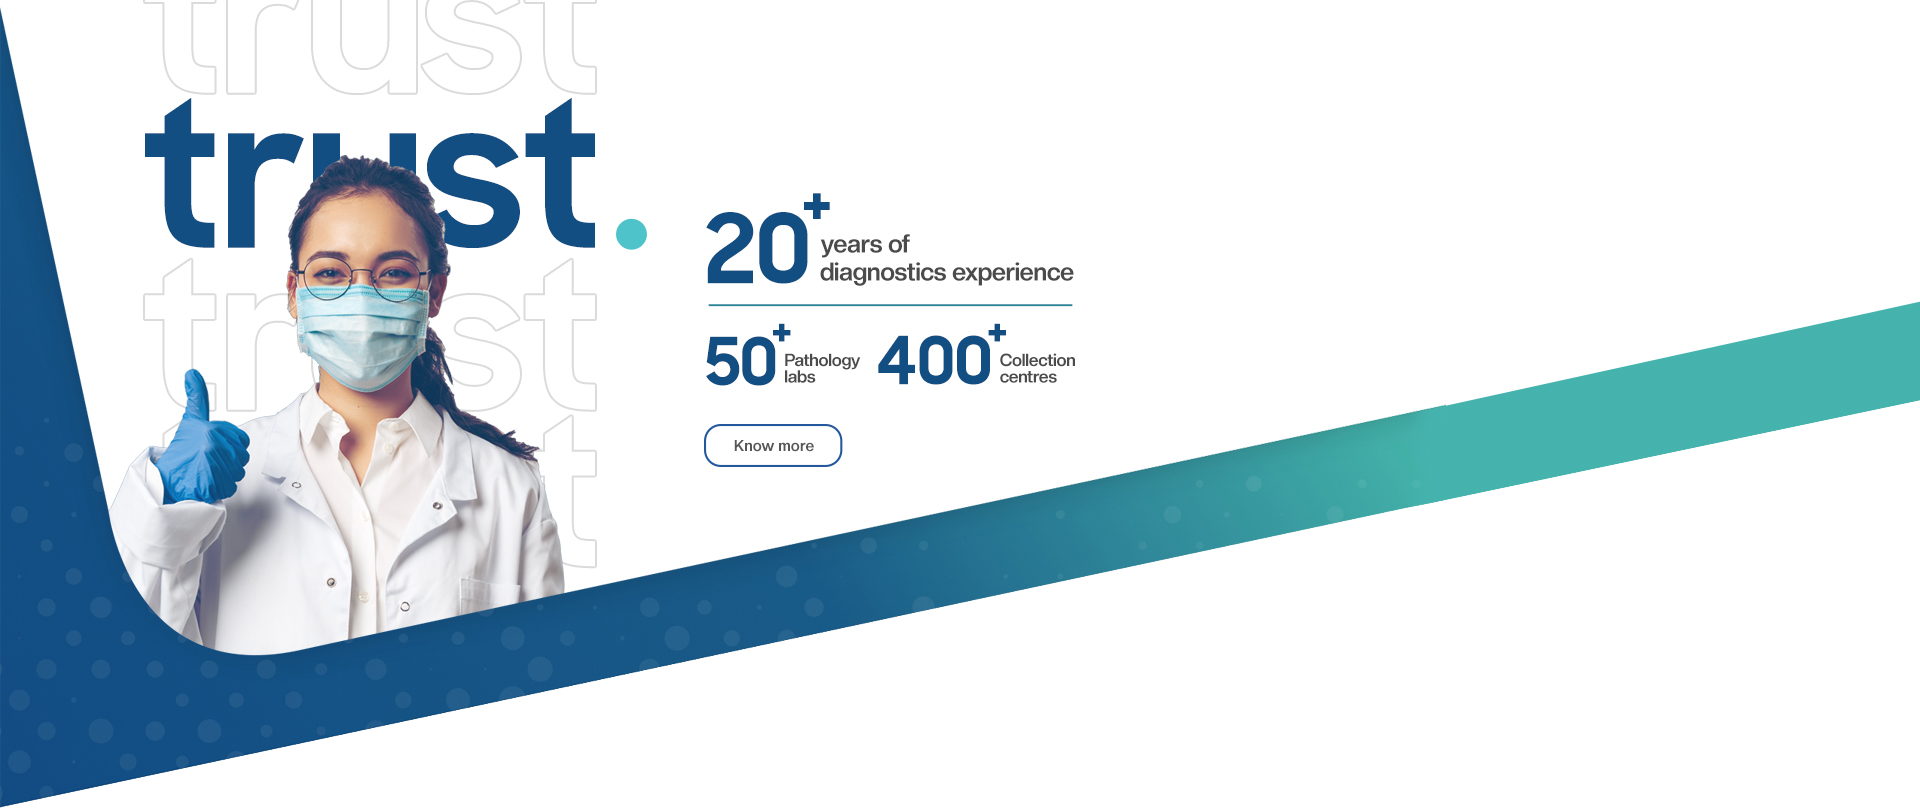 trust
trust.
trust
t t
20+ years of
diagnostics experience
50+ Pathology
labs
400+ Collection
centres
Know more